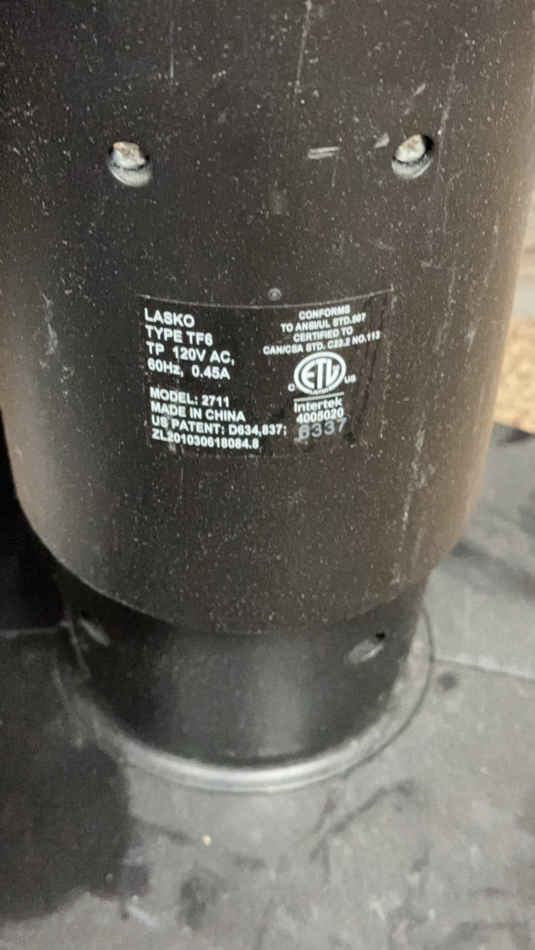 LASKO
TYPE TF6
TP 120V AC,
60Hz, 0.45A
MODEL: 2711
MADE IN CHINA
US PATENT: D634,837;
ZL201030618084.8
CONFORMS
TO ANSI/UL STD.507
CERTIFIED TO
CAN/CSA STD. C22.2 NO.113
C ETL US
Intertek
4005020
6337